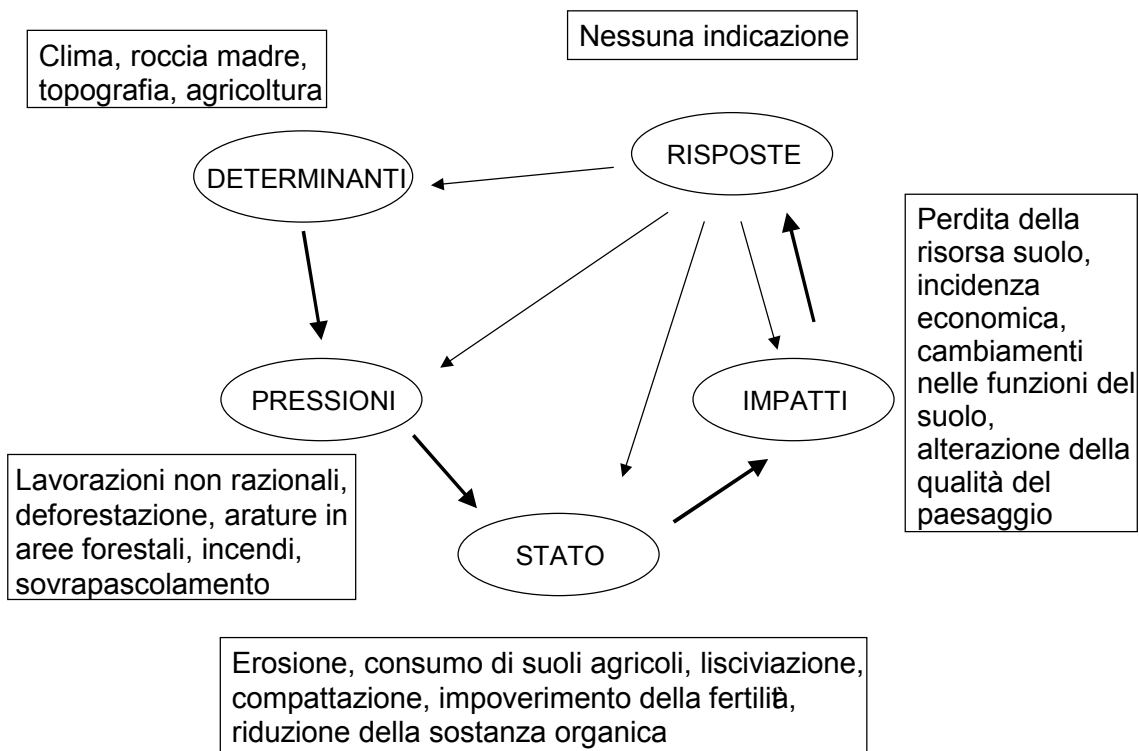 Nessuna indicazione
Clima, roccia madre,
topografia, agricoltura
RISPOSTE
DETERMINANTI
Perdita della
risorsa suolo,
incidenza
economica,
cambiamenti
nelle funzioni del
suolo,
alterazione della
qualità del
paesaggio
PRESSIONI
IMPATTI
Lavorazioni non razionali,
deforestazione, arature in
aree forestali, incendi,
sovrapascolamento
STATO
Erosione, consumo di suoli agricoli, lisciviazione,
compattazione, impoverimento della fertilità,
riduzione della sostanza organica